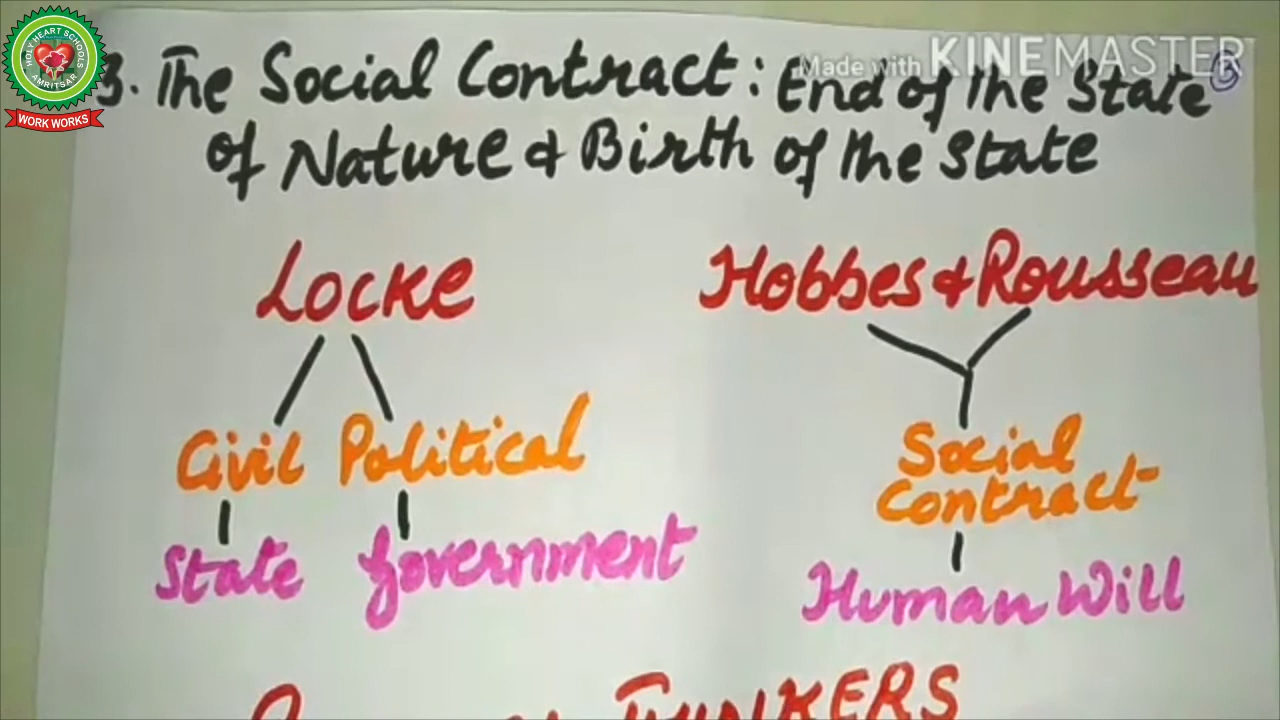 HOLY HEART SCHOOLS
AMRITSAR
WORK WORKS
Made with KINEMASTER
3. The Social Contract: End of the State
of Nature & Birth of the State
Locke
Hobbes & Rousseau
Civil Political
Social
Contract
State Government
Human Will
THINKERS